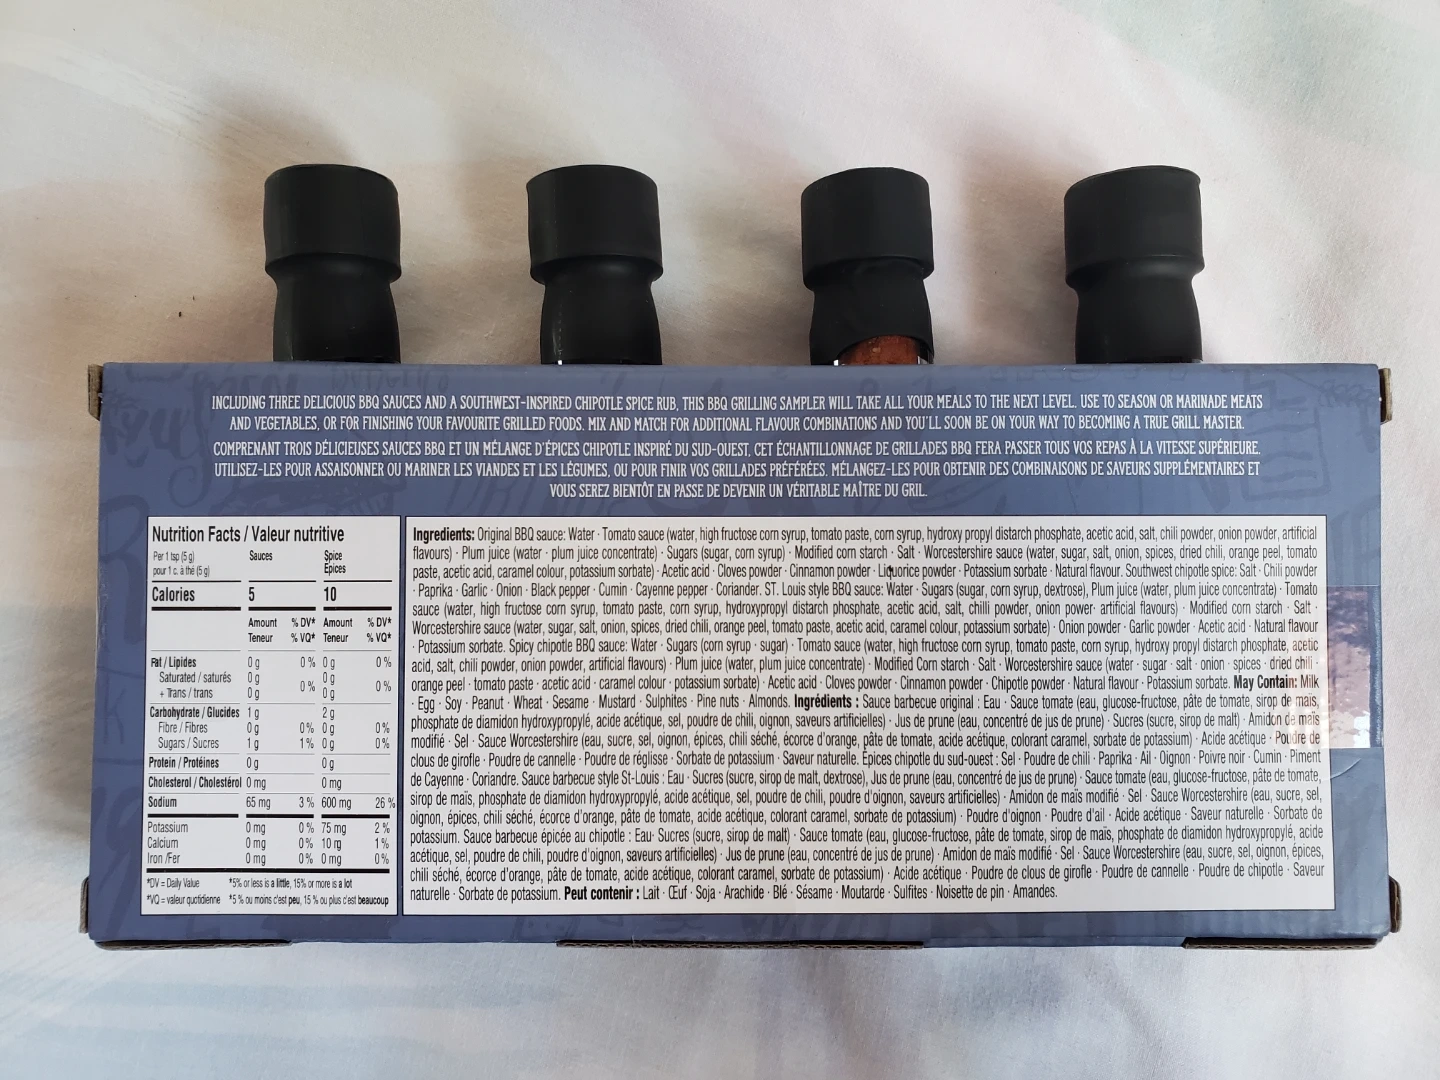 INCLUDING THREE DELICIOUS BBQ SAUCES AND A SOUTHWEST-INSPIRED CHIPOTLE SPICE RUB, THIS BBQ GRILLING SAMPLER WILL TAKE ALL YOUR MEALS TO THE NEXT LEVEL. USE TO SEASON OR MARINADE MEATS
AND VEGETABLES, OR FOR FINISHING YOUR FAVOURITE GRILLED FOODS. MIX AND MATCH FOR ADDITIONAL FLAVOUR COMBINATIONS AND YOU'LL SOON BE ON YOUR WAY TO BECOMING A TRUE GRILL MASTER.
COMPRENANT TROIS DÉLICIEUSES SAUCES BBQ ET UN MÉLANGE D'ÉPICES CHIPOTLE INSPIRÉ DU SUD-OUEST, CET ÉCHANTILLONNAGE DE GRILLADES BBQ FERA PASSER TOUS VOS REPAS À LA VITESSE SUPÉRIEURE.
UTILISEZ-LES POUR ASSAISONNER OU MARINER LES VIANDES ET LES LÉGUMES, OU POUR FINIR VOS GRILLADES PRÉFÉRÉES. MÉLANGEZ-LES POUR OBTENIR DES COMBINAISONS DE SAVEURS SUPPLÉMENTAIRES ET
VOUS SEREZ BIENTÔT EN PASSE DE DEVENIR UN VÉRITABLE MAÎTRE DU GRIL.
Nutrition Facts / Valeur nutritive
Per 1 tsp (5 g) Sauces Spice
pour 1 c. à thé (5 g) Épices
Calories 5 10
Amount % DV* Amount % DV*
Teneur % VQ* Teneur % VQ*
Fat / Lipides 0 g 0 % 0 g 0 %
Saturated / saturés 0 g 0 g
+ Trans / trans 0 g 0 % 0 g 0 %
Carbohydrate / Glucides 1 g 2 g
Fibre / Fibres 0 g 0 % 0 g 0 %
Sugars / Sucres 1 g 1 % 0 g 0 %
Protein / Protéines 0 g 0 g
Cholesterol / Cholestérol 0 mg 0 mg
Sodium 65 mg 3 % 600 mg 26 %
Potassium 0 mg 0 % 75 mg 2 %
Calcium 0 mg 0 % 10 mg 1 %
Iron /Fer 0 mg 0 % 0 mg 0 %
*DV = Daily Value *5% or less is a little, 15% or more is a lot
*VQ = valeur quotidienne *5 % ou moins c'est peu, 15 % ou plus c'est beaucoup
Ingredients: Original BBQ sauce: Water · Tomato sauce (water, high fructose corn syrup, tomato paste, corn syrup, hydroxy propyl distarch phosphate, acetic acid, salt, chili powder, onion powder, artificial
flavours) · Plum juice (water · plum juice concentrate) · Sugars (sugar, corn syrup) · Modified corn starch · Salt · Worcestershire sauce (water, sugar, salt, onion, spices, dried chili, orange peel, tomato
paste, acetic acid, caramel colour, potassium sorbate) · Acetic acid · Cloves powder · Cinnamon powder · Liquorice powder · Potassium sorbate · Natural flavour. Southwest chipotle spice: Salt · Chili powder
· Paprika · Garlic · Onion · Black pepper · Cumin · Cayenne pepper · Coriander. ST. Louis style BBQ sauce: Water · Sugars (sugar, corn syrup, dextrose), Plum juice (water, plum juice concentrate) · Tomato
sauce (water, high fructose corn syrup, tomato paste, corn syrup, hydroxypropyl distarch phosphate, acetic acid, salt, chilli powder, onion power· artificial flavours) · Modified corn starch · Salt ·
Worcestershire sauce (water, sugar, salt, onion, spices, dried chili, orange peel, tomato paste, acetic acid, caramel colour, potassium sorbate) · Onion powder · Garlic powder · Acetic acid · Natural flavour
· Potassium sorbate. Spicy chipotle BBQ sauce: Water · Sugars (corn syrup · sugar) · Tomato sauce (water, high fructose corn syrup, tomato paste, corn syrup, hydroxy propyl distarch phosphate, acetic
acid, salt, chili powder, onion powder, artificial flavours) · Plum juice (water, plum juice concentrate) · Modified Corn starch · Salt · Worcestershire sauce (water · sugar · salt · onion · spices · dried chili ·
orange peel · tomato paste · acetic acid · caramel colour · potassium sorbate) · Acetic acid · Cloves powder · Cinnamon powder · Chipotle powder · Natural flavour · Potassium sorbate. May Contain: Milk
· Egg · Soy · Peanut · Wheat · Sesame · Mustard · Sulphites · Pine nuts · Almonds. Ingrédients : Sauce barbecue original : Eau · Sauce tomate (eau, glucose-fructose, pâte de tomate, sirop de maïs,
phosphate de diamidon hydroxypropylé, acide acétique, sel, poudre de chili, oignon, saveurs artificielles) · Jus de prune (eau, concentré de jus de prune) · Sucres (sucre, sirop de malt) · Amidon de maïs
modifié · Sel · Sauce Worcestershire (eau, sucre, sel, oignon, épices, chili séché, écorce d'orange, pâte de tomate, acide acétique, colorant caramel, sorbate de potassium) · Acide acétique · Poudre de
clous de girofle · Poudre de cannelle · Poudre de réglisse · Sorbate de potassium · Saveur naturelle. Épices chipotle du sud-ouest : Sel · Poudre de chili · Paprika · Ail · Oignon · Poivre noir · Cumin · Piment
de Cayenne · Coriandre. Sauce barbecue style St-Louis : Eau · Sucres (sucre, sirop de malt, dextrose), Jus de prune (eau, concentré de jus de prune) · Sauce tomate (eau, glucose-fructose, pâte de tomate,
sirop de maïs, phosphate de diamidon hydroxypropylé, acide acétique, sel, poudre de chili, poudre d'oignon, saveurs artificielles) · Amidon de maïs modifié · Sel · Sauce Worcestershire (eau, sucre, sel,
oignon, épices, chili séché, écorce d'orange, pâte de tomate, acide acétique, colorant caramel, sorbate de potassium) · Poudre d'oignon · Poudre d'ail · Acide acétique · Saveur naturelle · Sorbate de
potassium. Sauce barbecue épicée au chipotle : Eau· Sucres (sucre, sirop de malt) · Sauce tomate (eau, glucose-fructose, pâte de tomate, sirop de maïs, phosphate de diamidon hydroxypropylé, acide
acétique, sel, poudre de chili, poudre d'oignon, saveurs artificielles) · Jus de prune (eau, concentré de jus de prune) · Amidon de maïs modifié · Sel · Sauce Worcestershire (eau, sucre, sel, oignon, épices,
chili séché, écorce d'orange, pâte de tomate, acide acétique, colorant caramel, sorbate de potassium) · Acide acétique · Poudre de clous de girofle · Poudre de cannelle · Poudre de chipotle · Saveur
naturelle · Sorbate de potassium. Peut contenir : Lait · Œuf · Soja · Arachide · Blé · Sésame · Moutarde · Sulfites · Noisette de pin · Amandes.